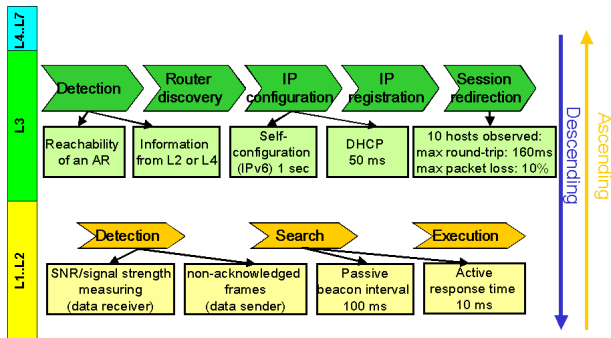 L4..L7
L3
Detection
Router
discovery
IP
configuration
IP
registration
Session
redirection
Reachability
of an AR
Information
from L2 or L4
Self-
configuration
(IPv6) 1 sec
DHCP
50 ms
10 hosts observed:
max round-trip: 160ms
max packet loss: 10%
L1..L2
Detection
Search
Execution
SNR/signal strength
measuring
(data receiver)
non-acknowledged
frames
(data sender)
Passive
beacon interval
100 ms
Active
response time
10 ms
Descending
Ascending